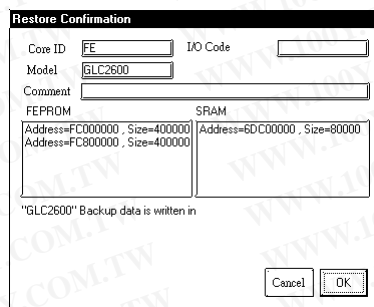 Restore Confirmation
Core ID FE I/O Code
Model GLC2600
Comment
FEPROM SRAM
Address=FC000000 , Size=400000 Address=6DC00000 , Size=80000
Address=FC800000 , Size=400000
"GLC2600" Backup data is written in
Cancel OK